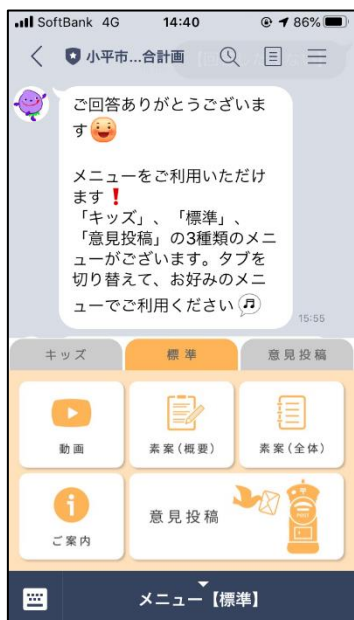 SoftBank 4G 14:40 86%
小平市...合計画
ご回答ありがとうございま
す
メニューをご利用いただけ
ます❗
「キッズ」、「標準」、
「意見投稿」の3種類のメニ
ューがございます。タブを
切り替えて、お好みのメニ
ューでご利用ください
15:55
キッズ 標準 意見投稿
動画 素案(概要) 素案(全体)
ご案内 意見投稿
メニュー【標準】